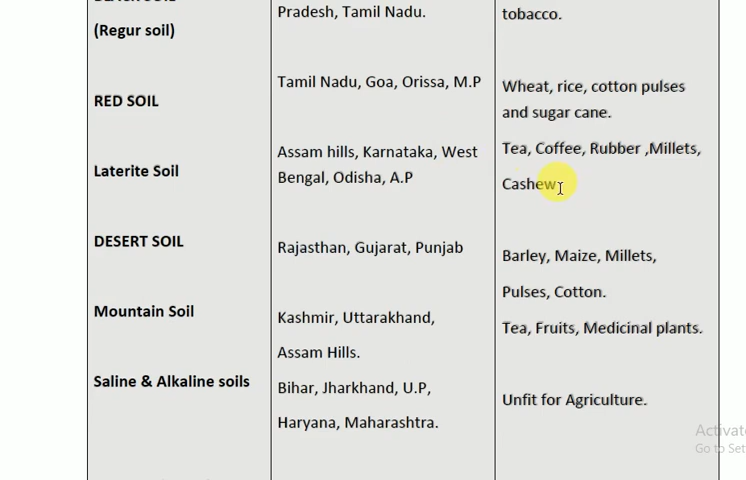 Pradesh, Tamil Nadu.
tobacco.
(Regur soil)
RED SOIL
Tamil Nadu, Goa, Orissa, M.P
Wheat, rice, cotton pulses
and sugar cane.
Laterite Soil
Assam hills, Karnataka, West
Bengal, Odisha, A.P
Tea, Coffee, Rubber ,Millets,
Cashew
DESERT SOIL
Rajasthan, Gujarat, Punjab
Barley, Maize, Millets,
Pulses, Cotton.
Mountain Soil
Kashmir, Uttarakhand,
Assam Hills.
Tea, Fruits, Medicinal plants.
Saline & Alkaline soils
Bihar, Jharkhand, U.P,
Haryana, Maharashtra.
Unfit for Agriculture.
Activate
Go to Set